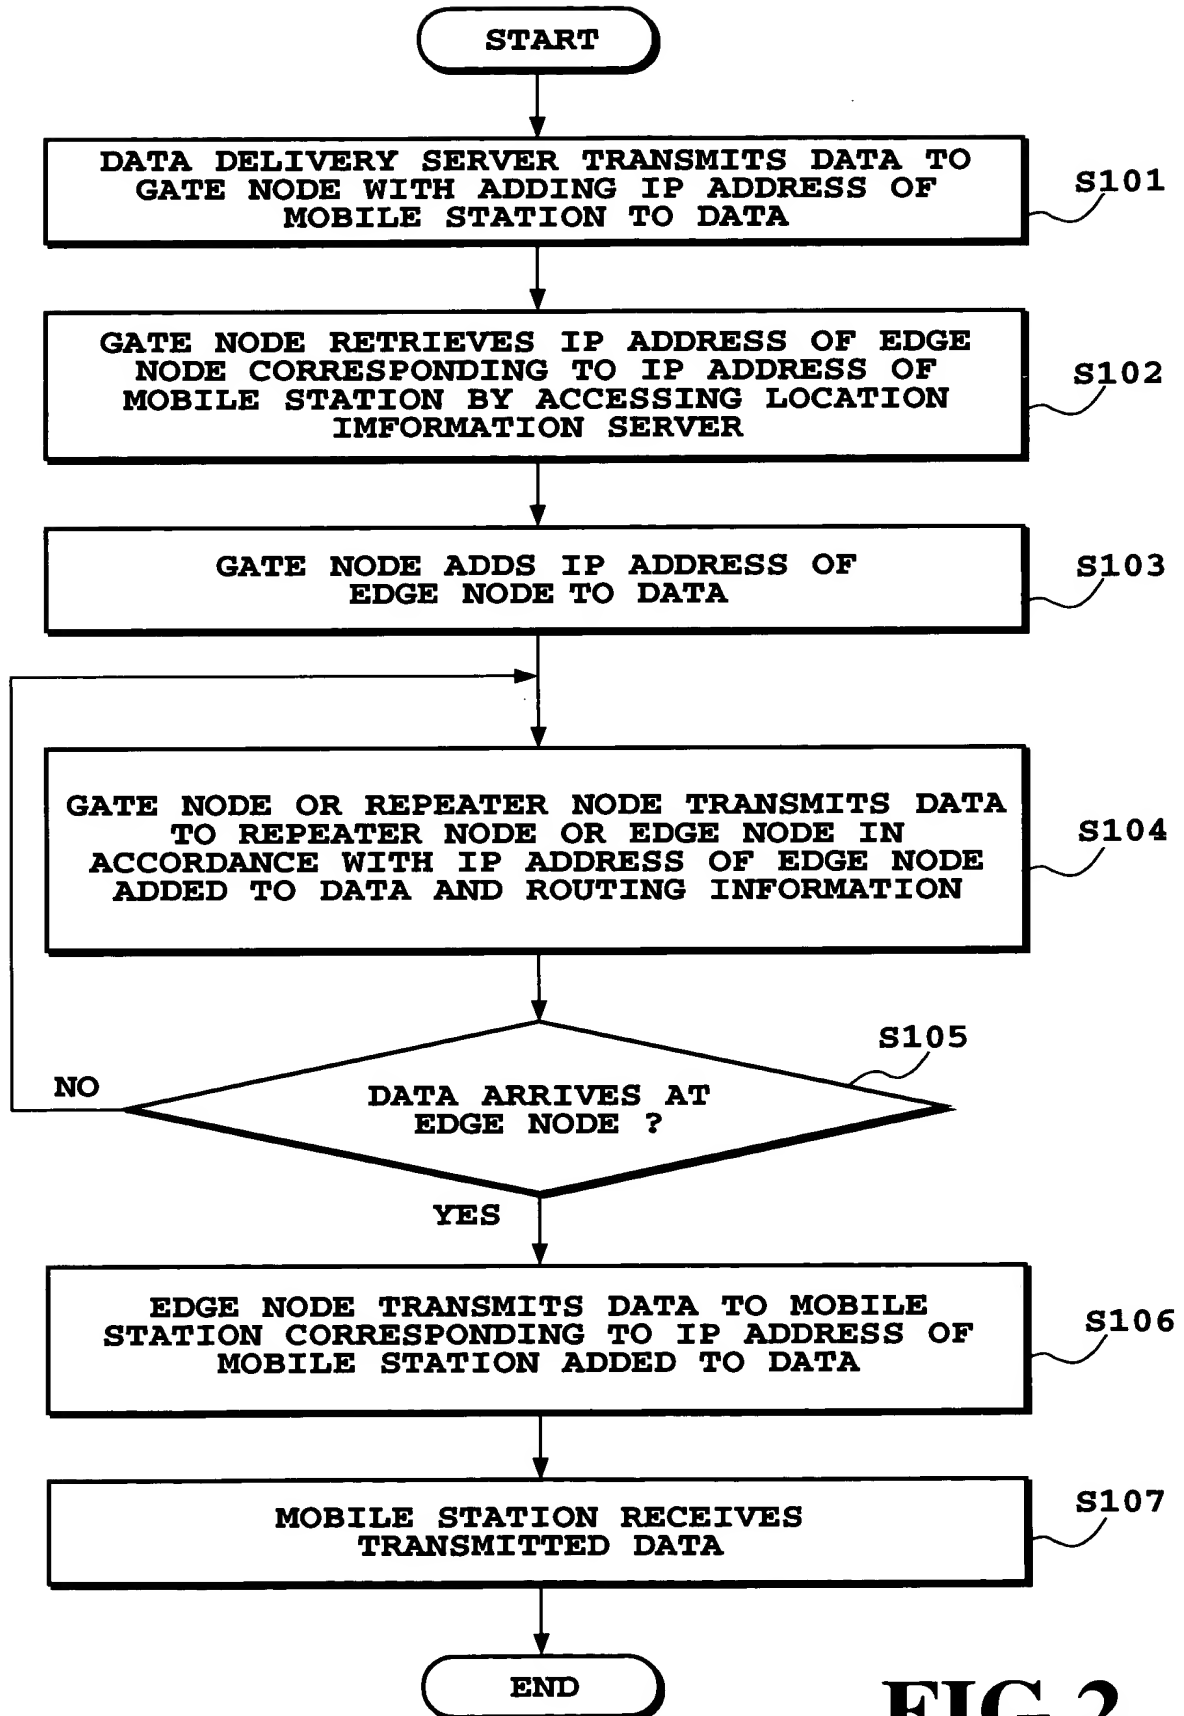 START
DATA DELIVERY SERVER TRANSMITS DATA TO
GATE NODE WITH ADDING IP ADDRESS OF
MOBILE STATION TO DATA
S101
GATE NODE RETRIEVES IP ADDRESS OF EDGE
NODE CORRESPONDING TO IP ADDRESS OF
MOBILE STATION BY ACCESSING LOCATION
IMFORMATION SERVER
S102
GATE NODE ADDS IP ADDRESS OF
EDGE NODE TO DATA
S103
GATE NODE OR REPEATER NODE TRANSMITS DATA
TO REPEATER NODE OR EDGE NODE IN
ACCORDANCE WITH IP ADDRESS OF EDGE NODE
ADDED TO DATA AND ROUTING INFORMATION
S104
S105
NO
DATA ARRIVES AT
EDGE NODE ?
YES
EDGE NODE TRANSMITS DATA TO MOBILE
STATION CORRESPONDING TO IP ADDRESS OF
MOBILE STATION ADDED TO DATA
S106
MOBILE STATION RECEIVES
TRANSMITTED DATA
S107
END
FIG.2